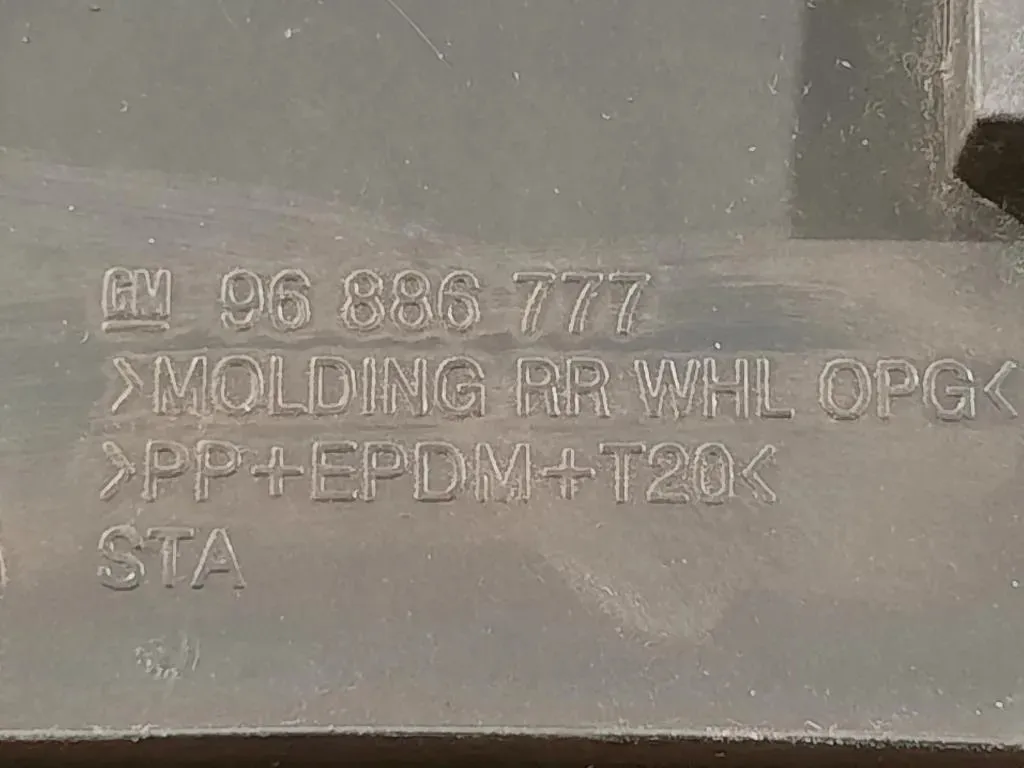 GM 96 886 777
>MOLDING RR WHL OPG<
>PP+EPDM+T20<
STA